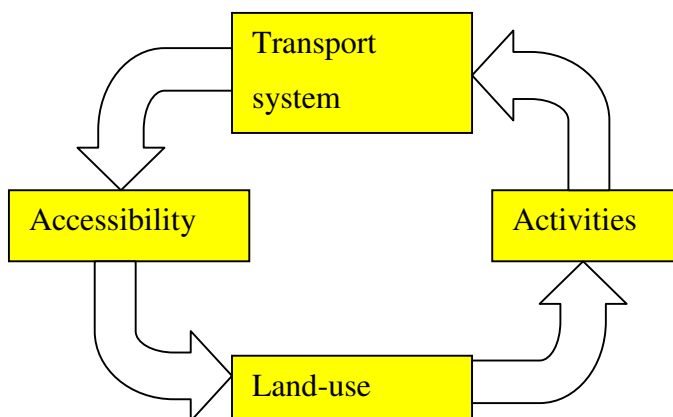 Transport
system
Accessibility
Activities
Land-use